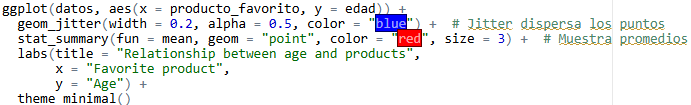 ggplot(datos, aes(x = producto_favorito, y = edad)) +
  geom_jitter(width = 0.2, alpha = 0.5, color = "blue") +  # Jitter dispersa los puntos
  stat_summary(fun = mean, geom = "point", color = "red", size = 3) +  # Muestra promedios
  labs(title = "Relationship between age and products",
       x = "Favorite product",
       y = "Age") +
  theme_minimal()